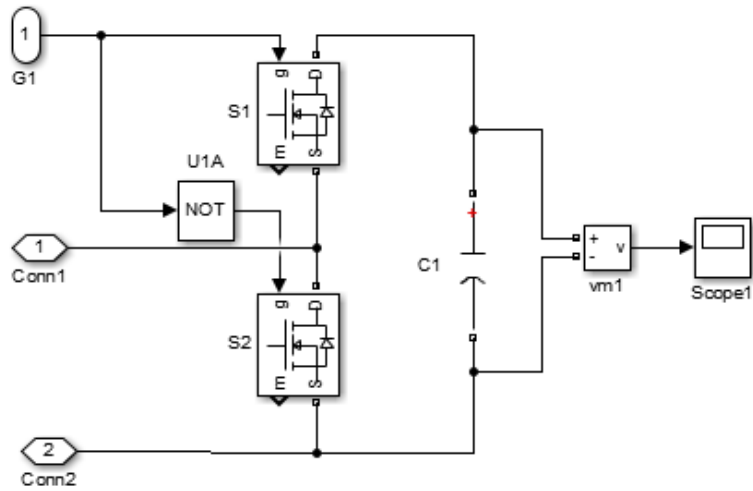 1
G1
g
D
S1
m
S
U1A
NOT
1
Conn1
C1
+
+
-
v
vm1
Scope1
g
D
S2
m
S
2
Conn2